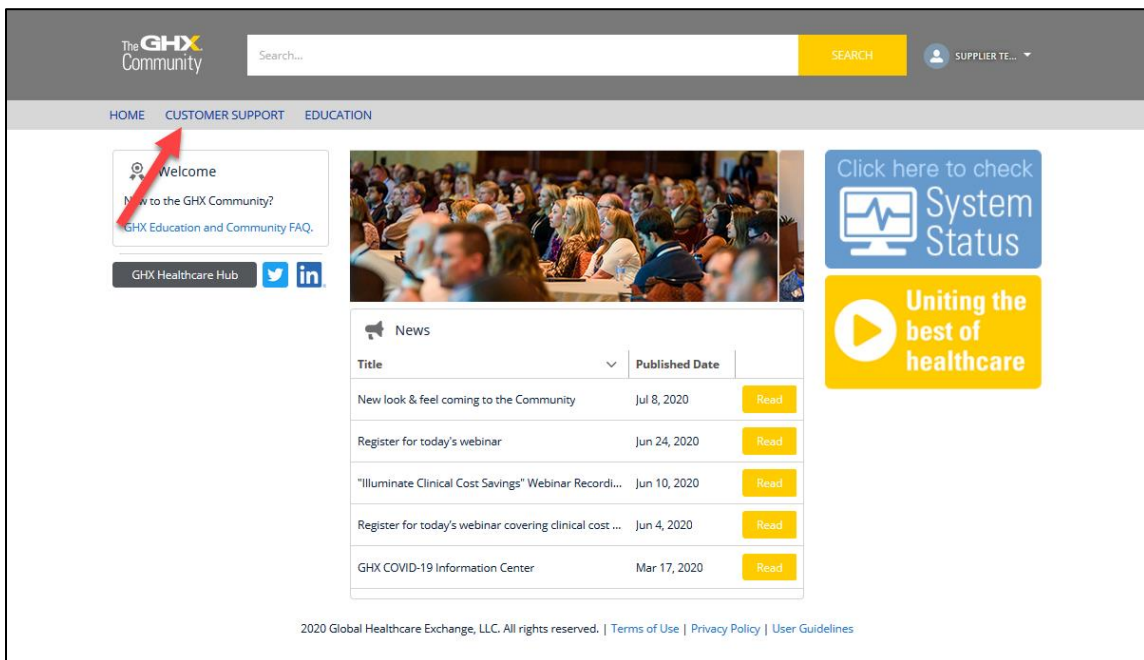 The GHX
Community
Search...
SEARCH
SUPPLIER TE...
HOME CUSTOMER SUPPORT EDUCATION
Welcome
to the GHX Community?
GHX Education and Community FAQ.
GHX Healthcare Hub
in
Click here to check
System
Status
Uniting the
best of
healthcare
News
Title Published Date
New look & feel coming to the Community Jul 8, 2020 Read
Register for today's webinar Jun 24, 2020 Read
"Illuminate Clinical Cost Savings" Webinar Recordi... Jun 10, 2020 Read
Register for today's webinar covering clinical cost ... Jun 4, 2020 Read
GHX COVID-19 Information Center Mar 17, 2020 Read
2020 Global Healthcare Exchange, LLC. All rights reserved. | Terms of Use | Privacy Policy | User Guidelines